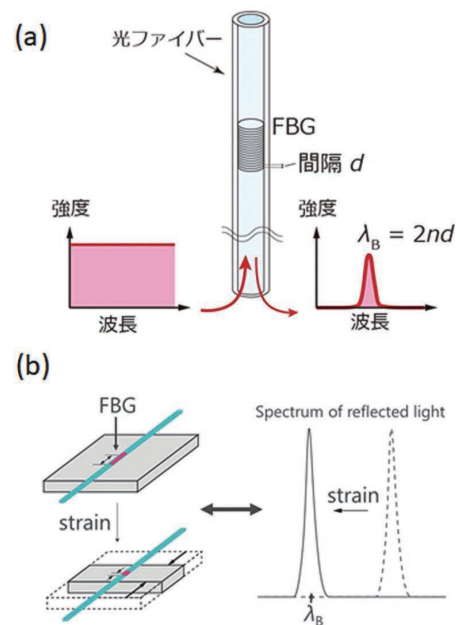 (a)
光ファイバー
FBG
間隔 d
強度
波長
強度
λB = 2nd
波長
(b)
FBG
strain
Spectrum of reflected light
strain
λB